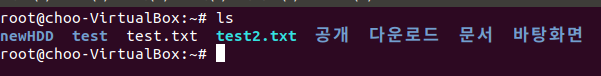 root@choo-VirtualBox:~# ls
newHDD test test.txt test2.txt 공개 다운로드 문서 바탕화면
root@choo-VirtualBox:~#